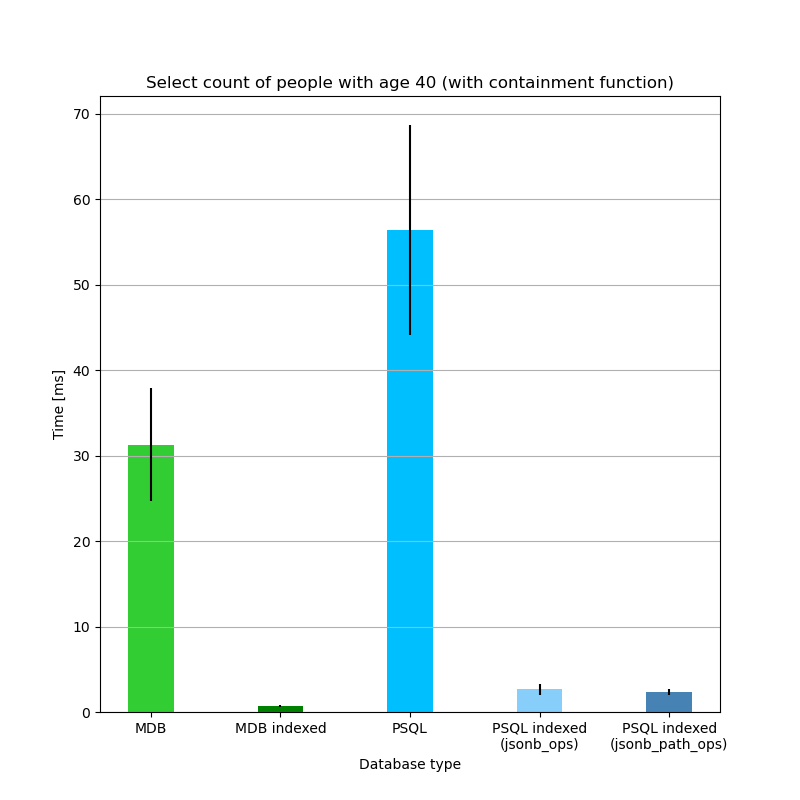 Select count of people with age 40 (with containment function)
70
60
50
40
30
20
10
0
Time [ms]
MDB
MDB indexed
PSQL
PSQL indexed
(jsonb_ops)
PSQL indexed
(jsonb_path_ops)
Database type